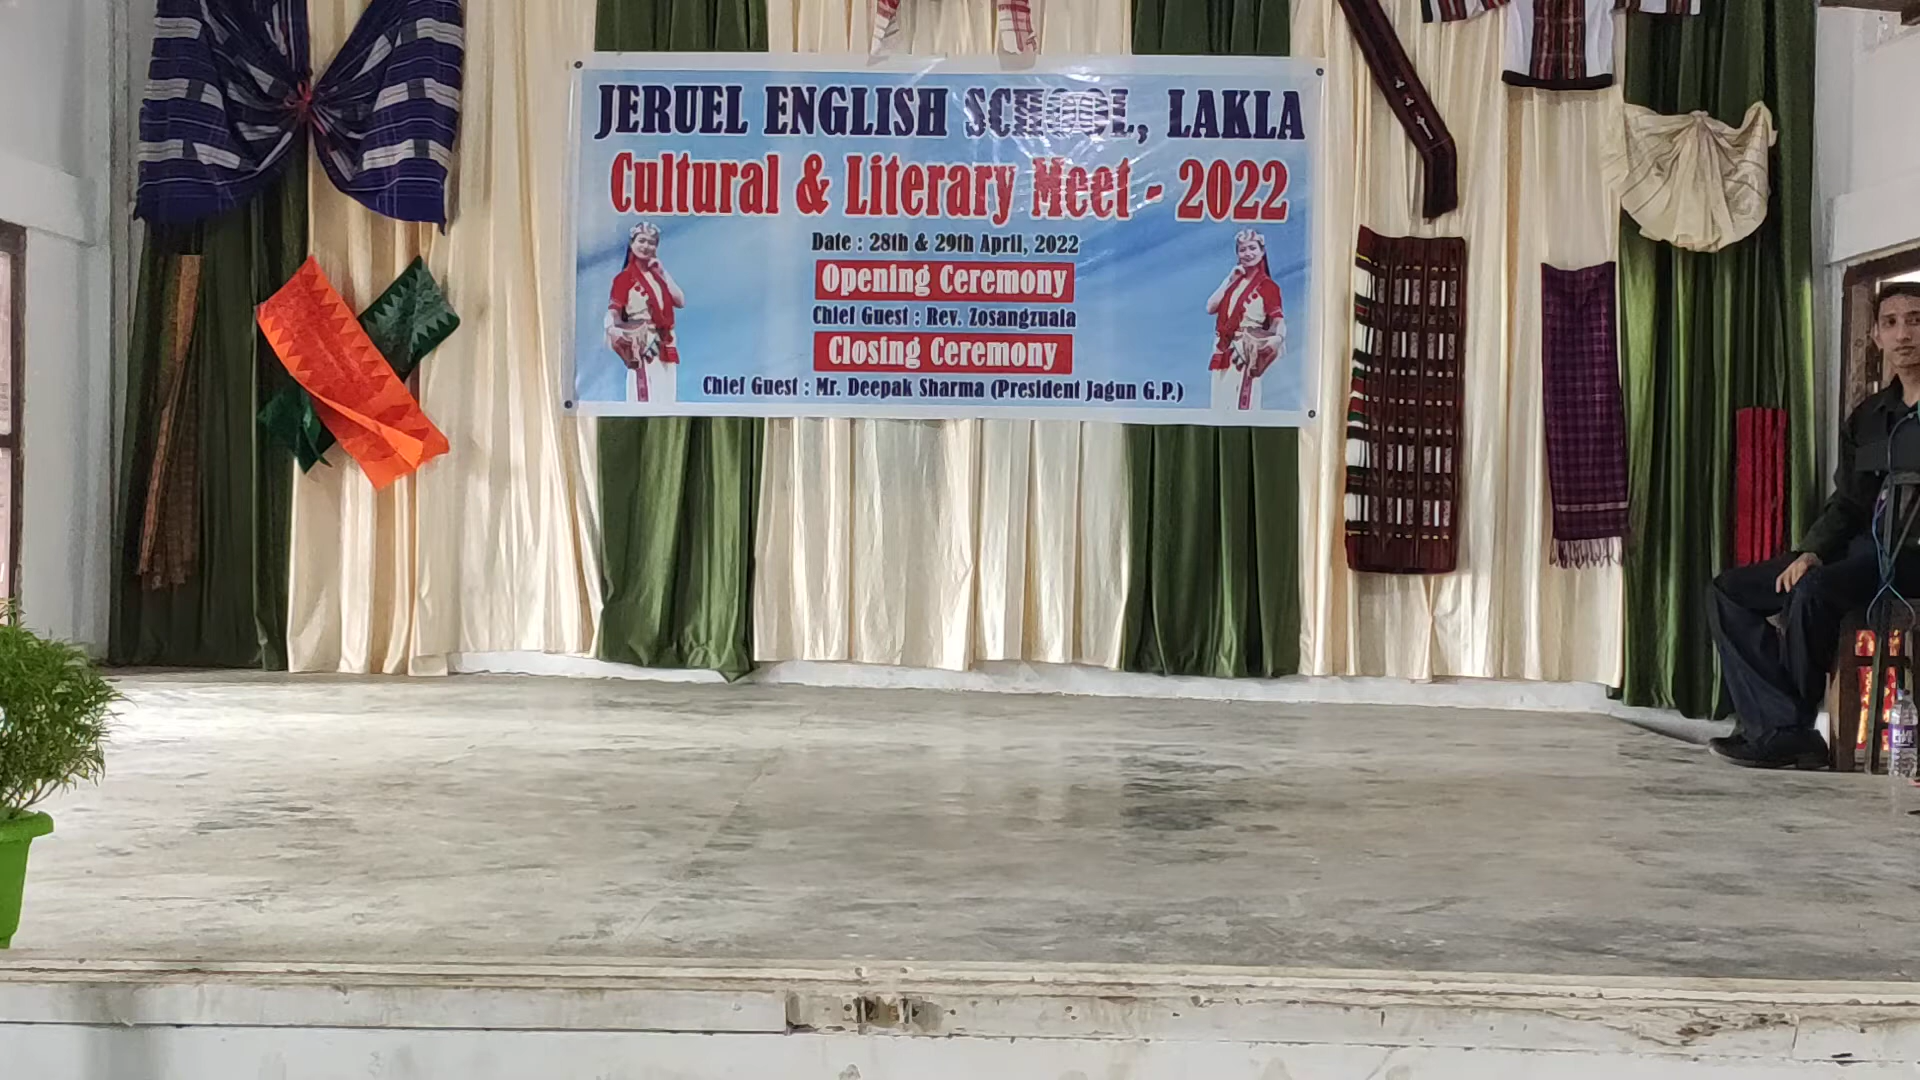 JERUEL ENGLISH SCHOOL, LAKLA
Cultural & Literary Meet - 2022
Date : 28th & 29th April, 2022
Opening Ceremony
Chief Guest : Rev. Zosangzuala
Closing Ceremony
Chief Guest : Mr. Deepak Sharma (President Jagun G.P.)